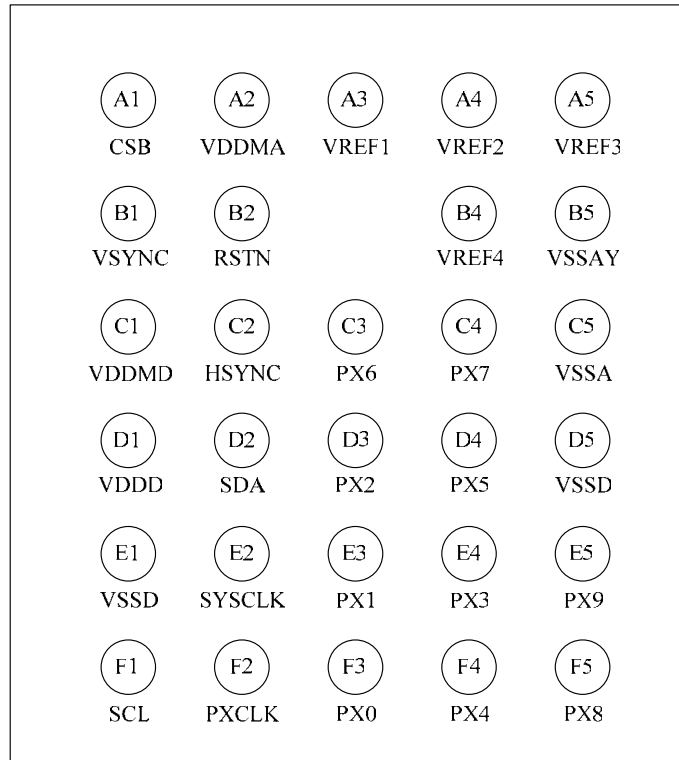 A1 A2 A3 A4 A5
CSB VDDMA VREF1 VREF2 VREF3
B1 B2 B4 B5
VSYNC RSTN VREF4 VSSAY
C1 C2 C3 C4 C5
VDDMD HSYNC PX6 PX7 VSSA
D1 D2 D3 D4 D5
VDDD SDA PX2 PX5 VSSD
E1 E2 E3 E4 E5
VSSD SYSCLK PX1 PX3 PX9
F1 F2 F3 F4 F5
SCL PXCLK PX0 PX4 PX8